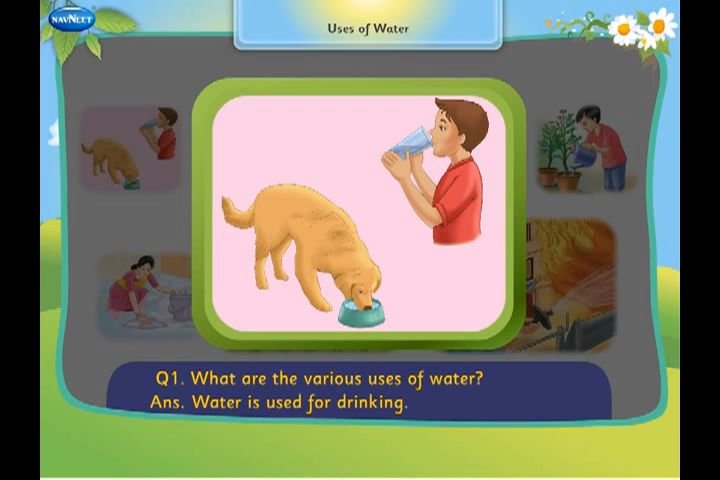 NAVNEET
Uses of Water
Q1. What are the various uses of water?
Ans. Water is used for drinking.